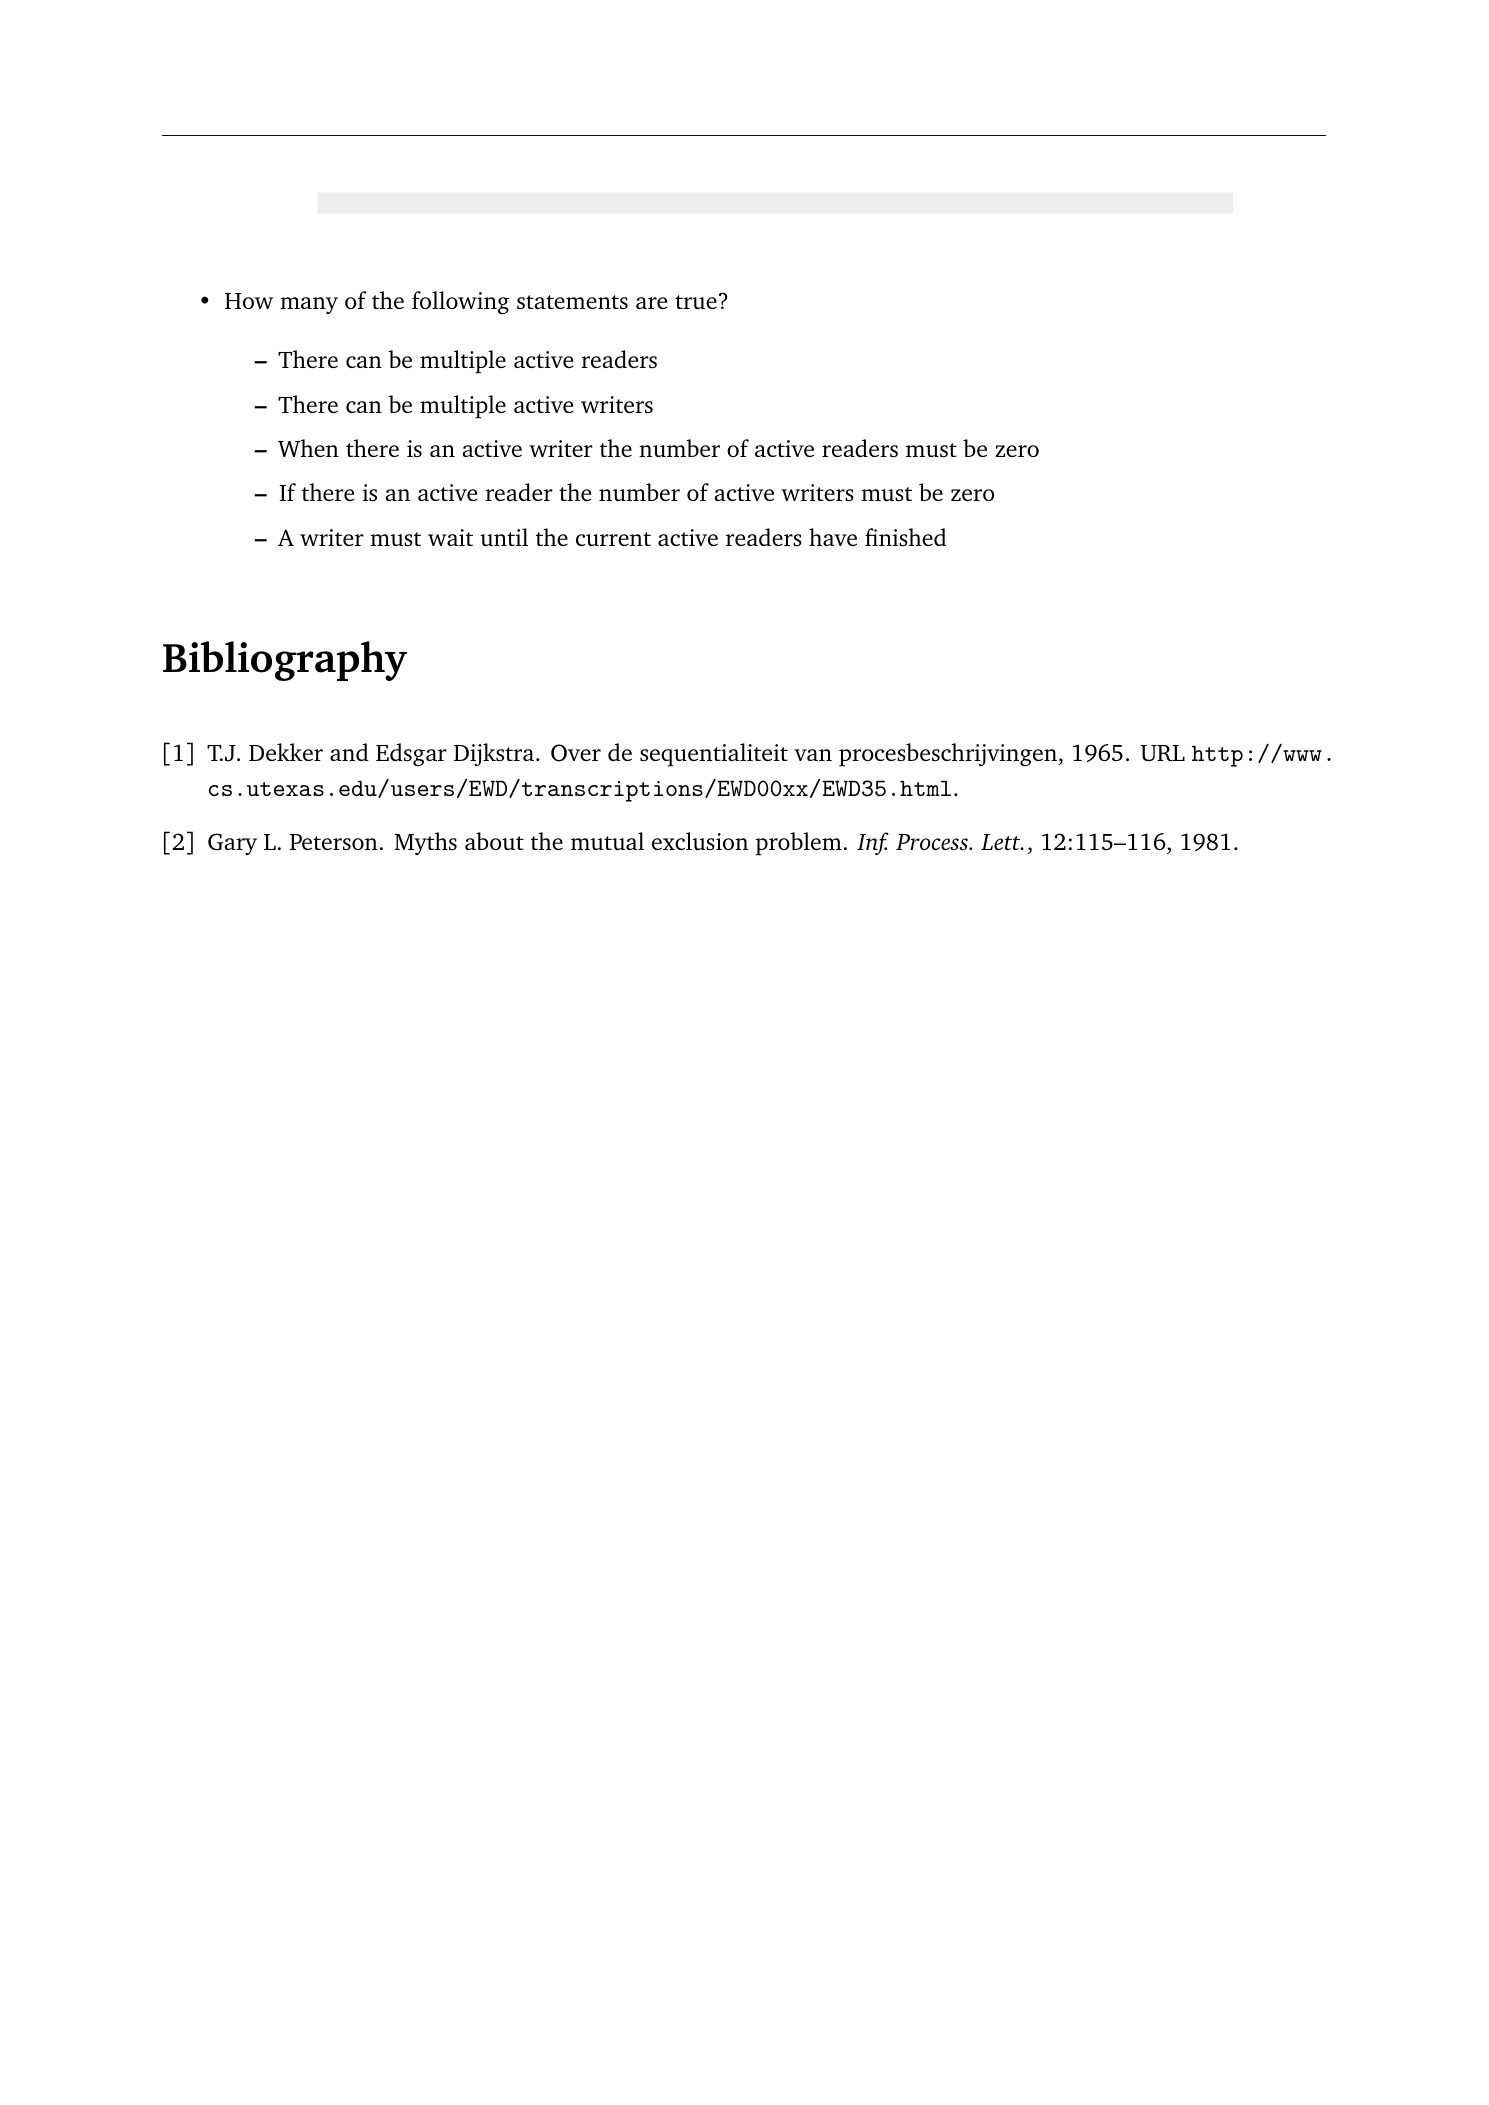 • How many of the following statements are true?
– There can be multiple active readers
– There can be multiple active writers
– When there is an active writer the number of active readers must be zero
– If there is an active reader the number of active writers must be zero
– A writer must wait until the current active readers have finished
Bibliography
[1] T.J. Dekker and Edsgar Dijkstra. Over de sequentialiteit van procesbeschrijvingen, 1965. URL http://www.
cs.utexas.edu/users/EWD/transcriptions/EWD00xx/EWD35.html.
[2] Gary L. Peterson. Myths about the mutual exclusion problem. Inf. Process. Lett., 12:115–116, 1981.